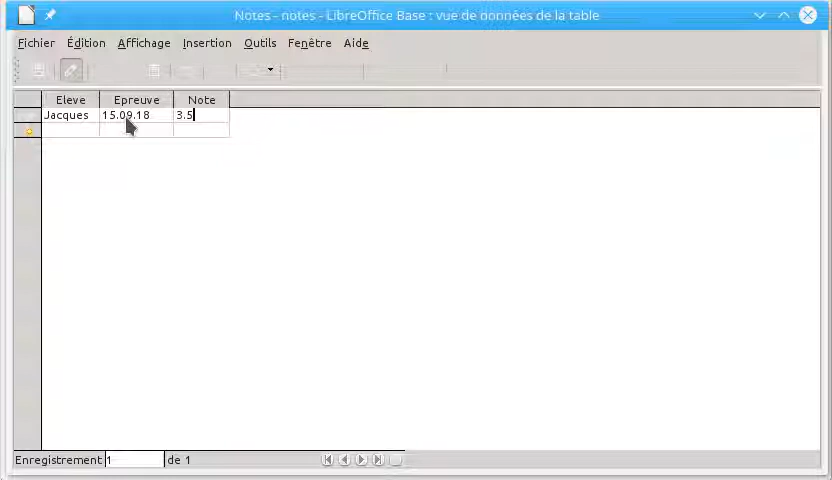 Notes - notes - LibreOffice Base : vue de données de la table
Fichier Édition Affichage Insertion Outils Fenêtre Aide
Eleve Epreuve Note
Jacques 15.09.18 3.5
Enregistrement 1 de 1